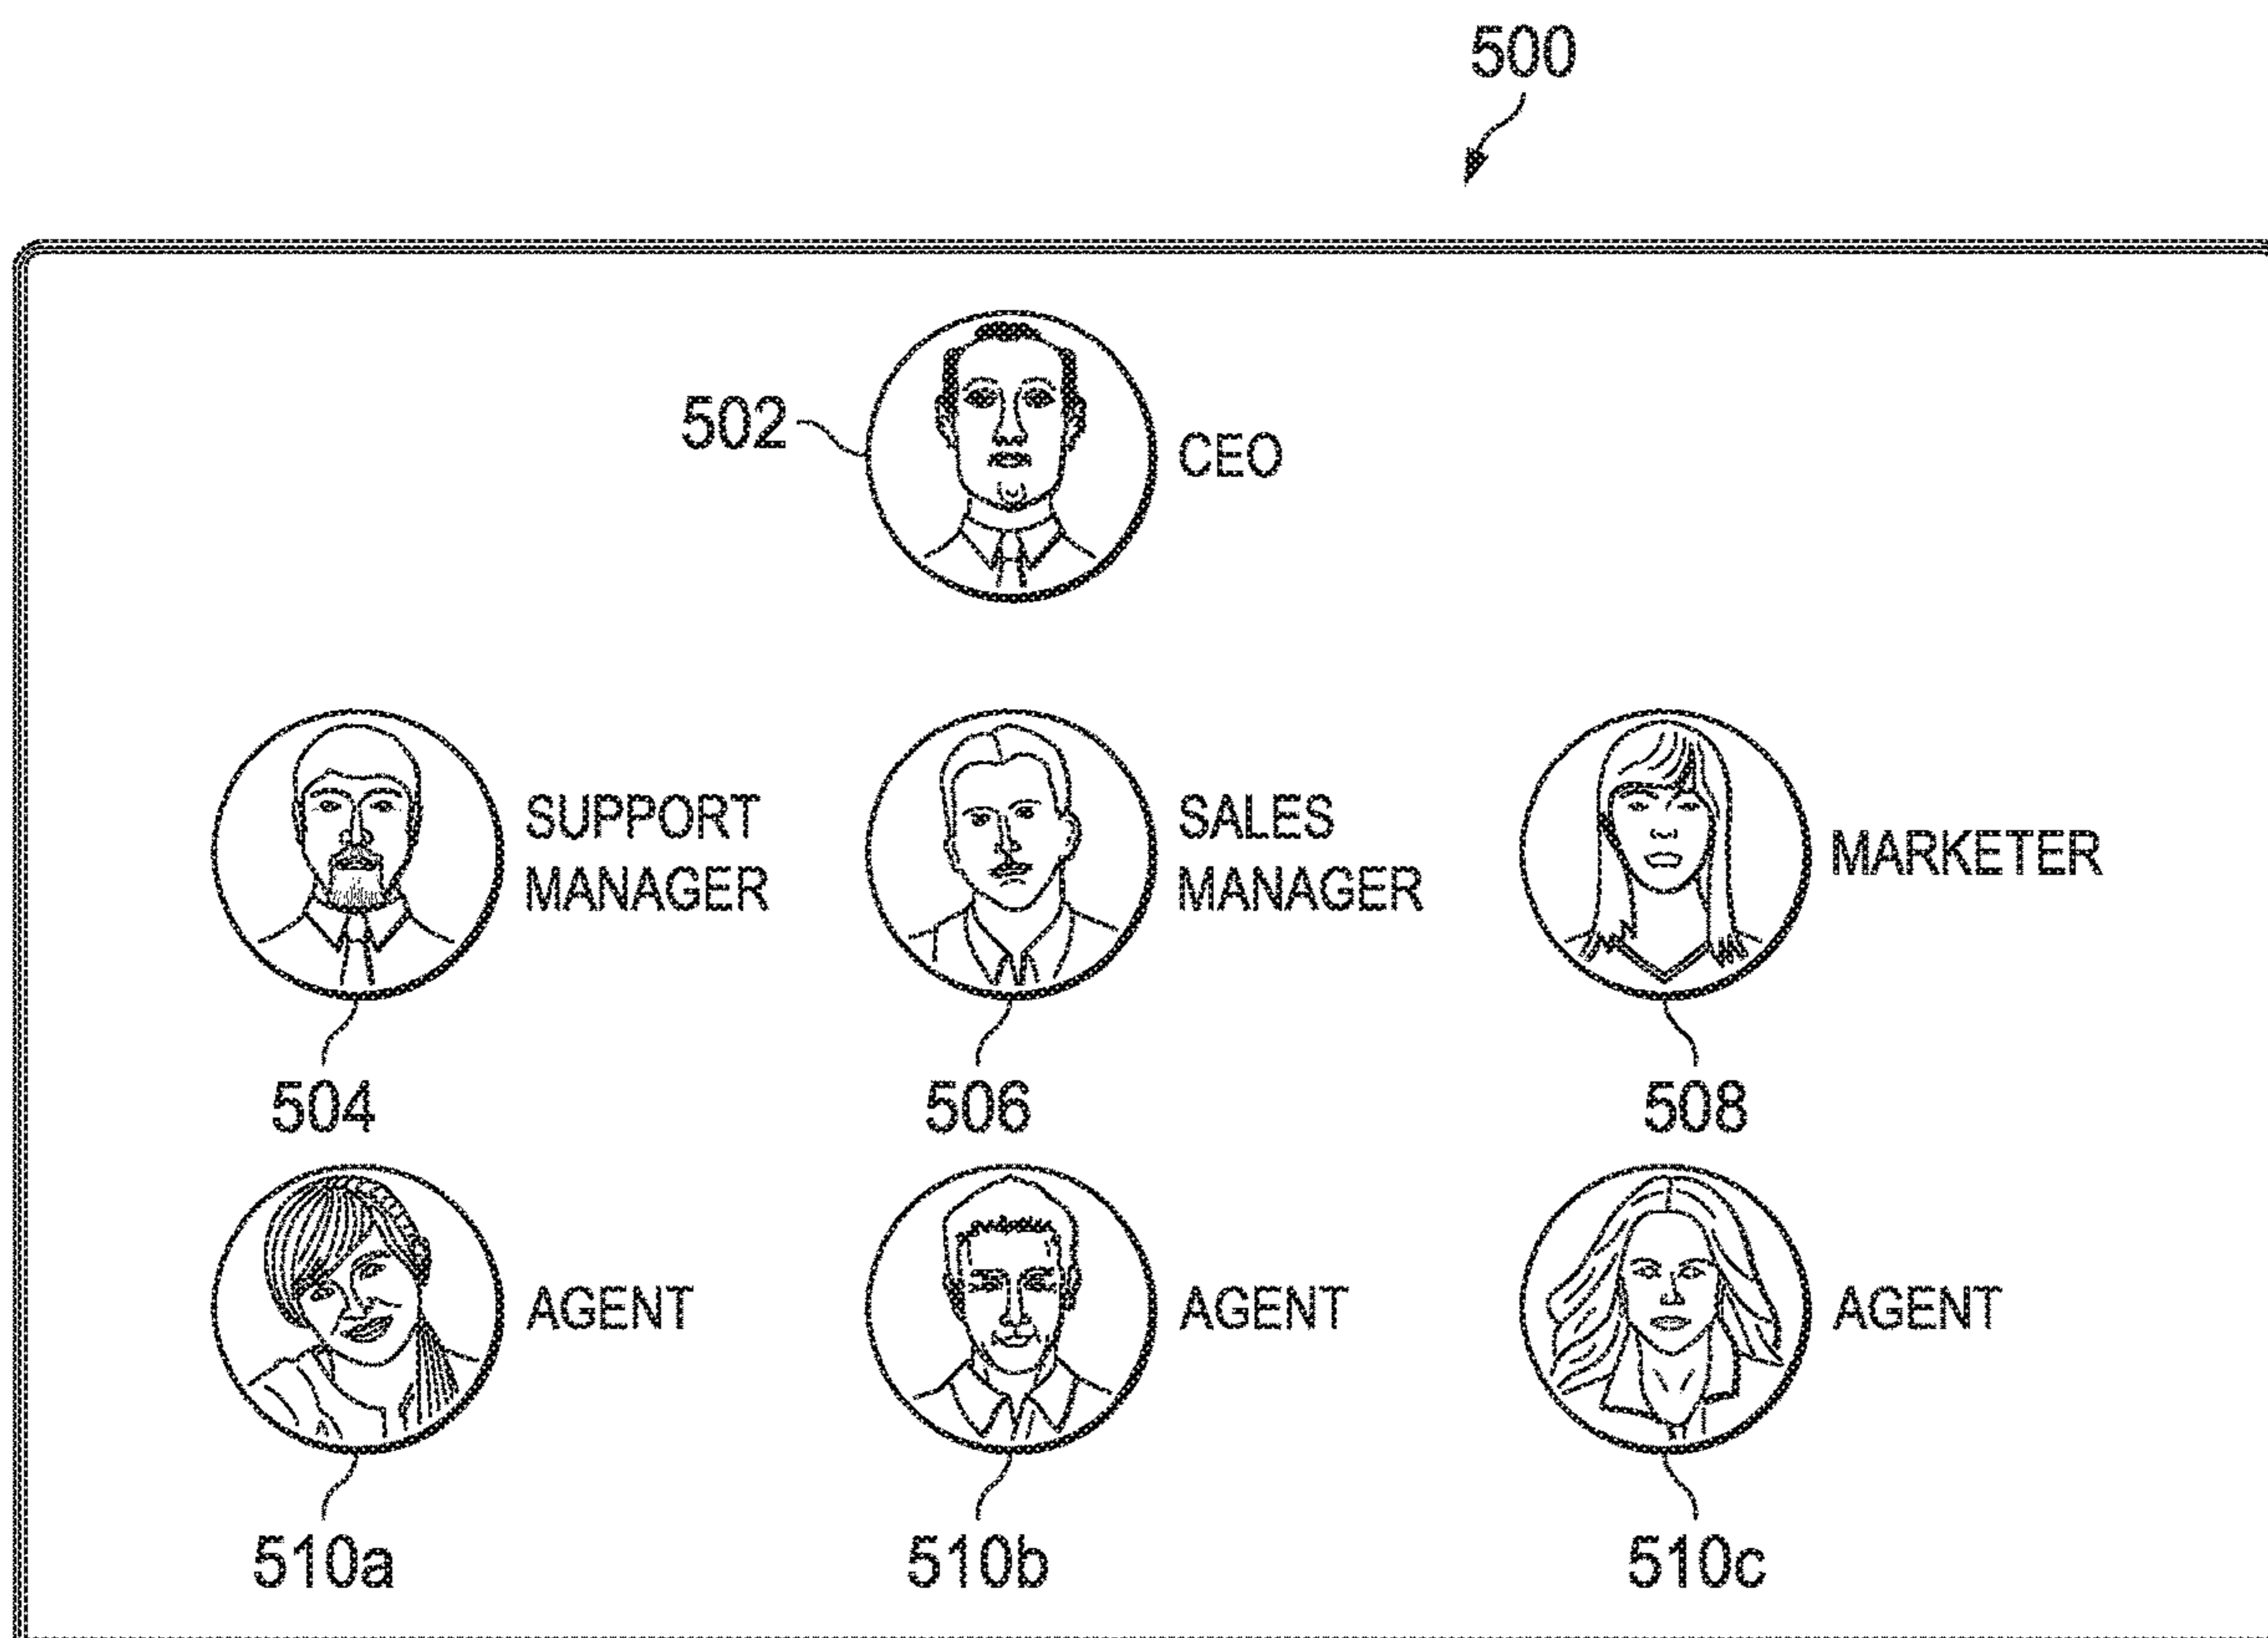 500
502
CEO
SUPPORT
MANAGER
SALES
MANAGER
MARKETER
504
506
508
AGENT
AGENT
AGENT
510a
510b
510c